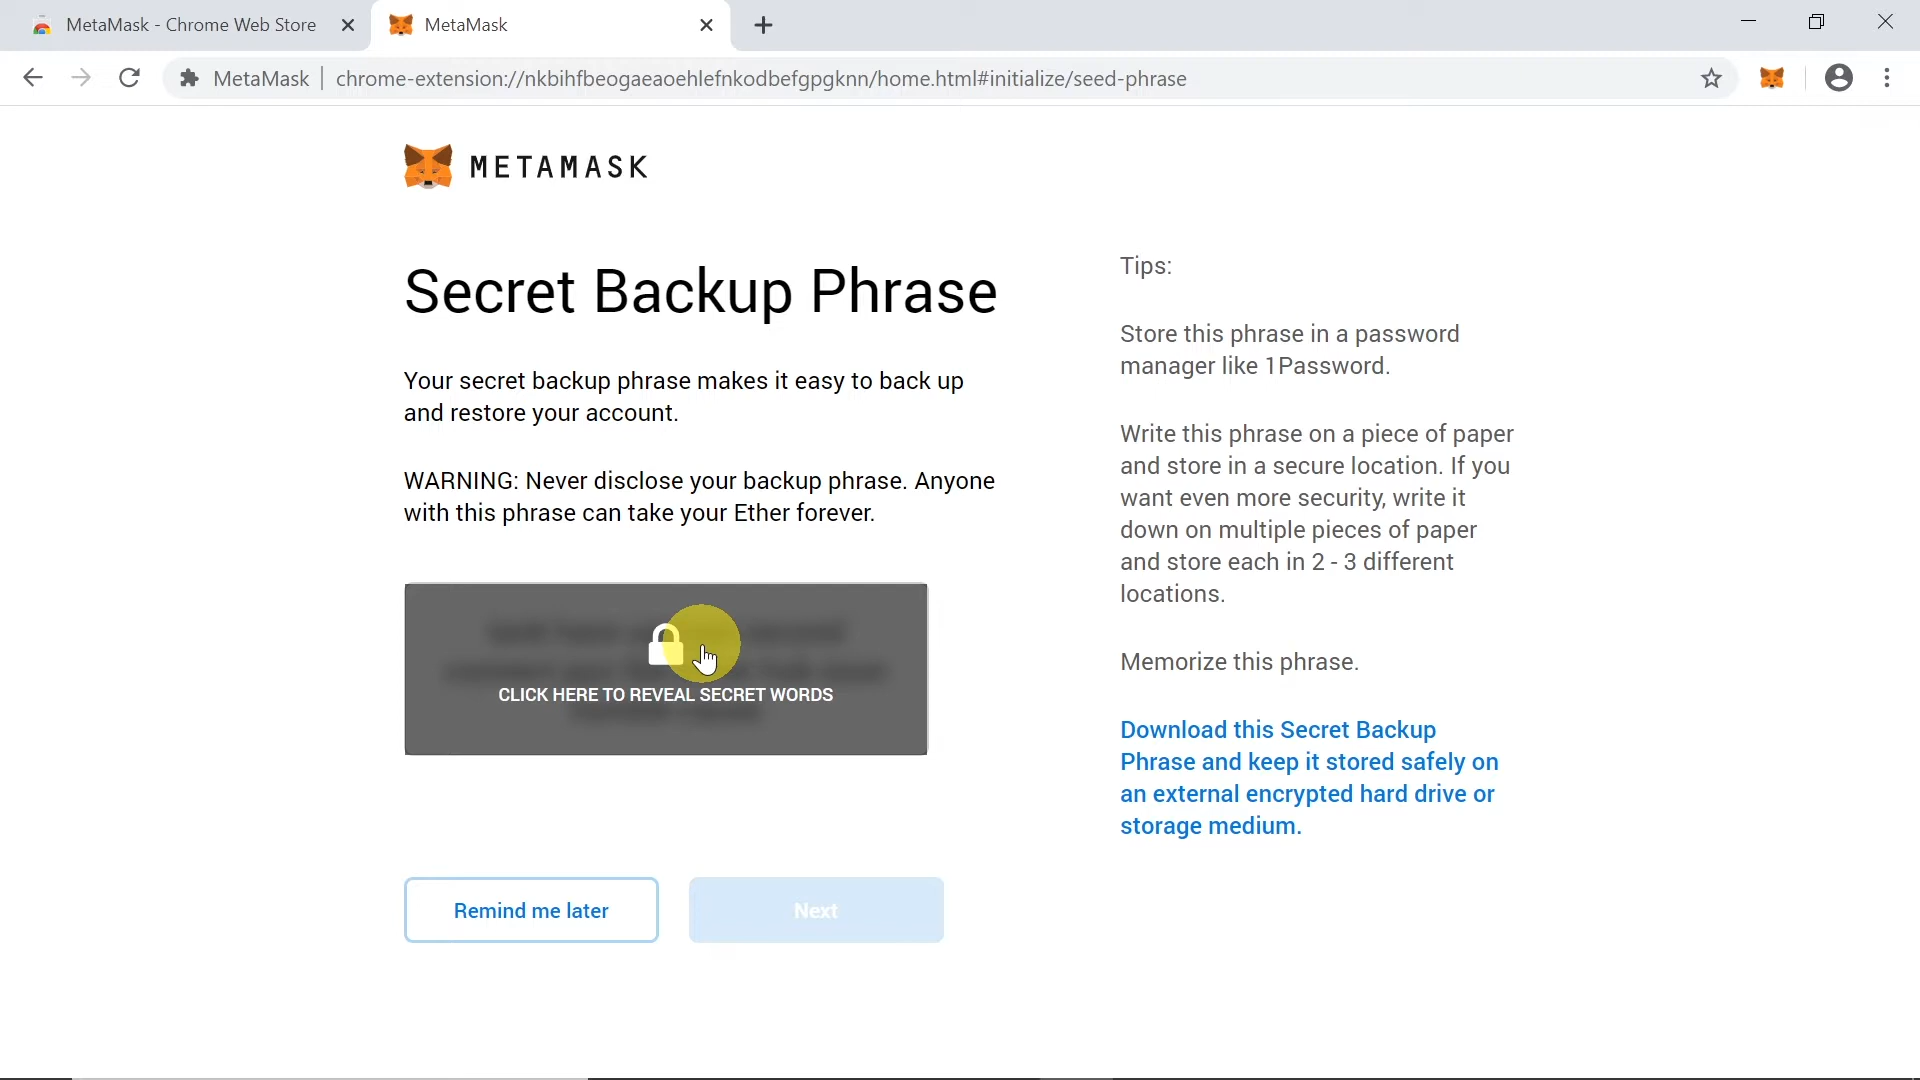 MetaMask - Chrome Web Store
MetaMask
MetaMask
chrome-extension://nkbihfbeogaeaoehlefnkodbefgpgknn/home.html#initialize/seed-phrase
METAMASK
Secret Backup Phrase
Your secret backup phrase makes it easy to back up
and restore your account.
WARNING: Never disclose your backup phrase. Anyone
with this phrase can take your Ether forever.
CLICK HERE TO REVEAL SECRET WORDS
Remind me later
Next
Tips:
Store this phrase in a password
manager like 1Password.
Write this phrase on a piece of paper
and store in a secure location. If you
want even more security, write it
down on multiple pieces of paper
and store each in 2 - 3 different
locations.
Memorize this phrase.
Download this Secret Backup
Phrase and keep it stored safely on
an external encrypted hard drive or
storage medium.